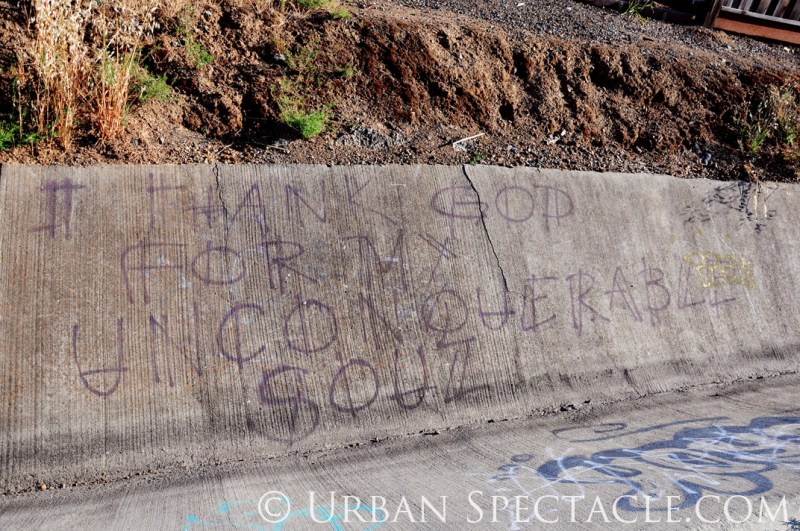 I THANK GOD
FOR MY
UNCONQUERABLE
SOUL
© URBAN SPECTACLE.COM